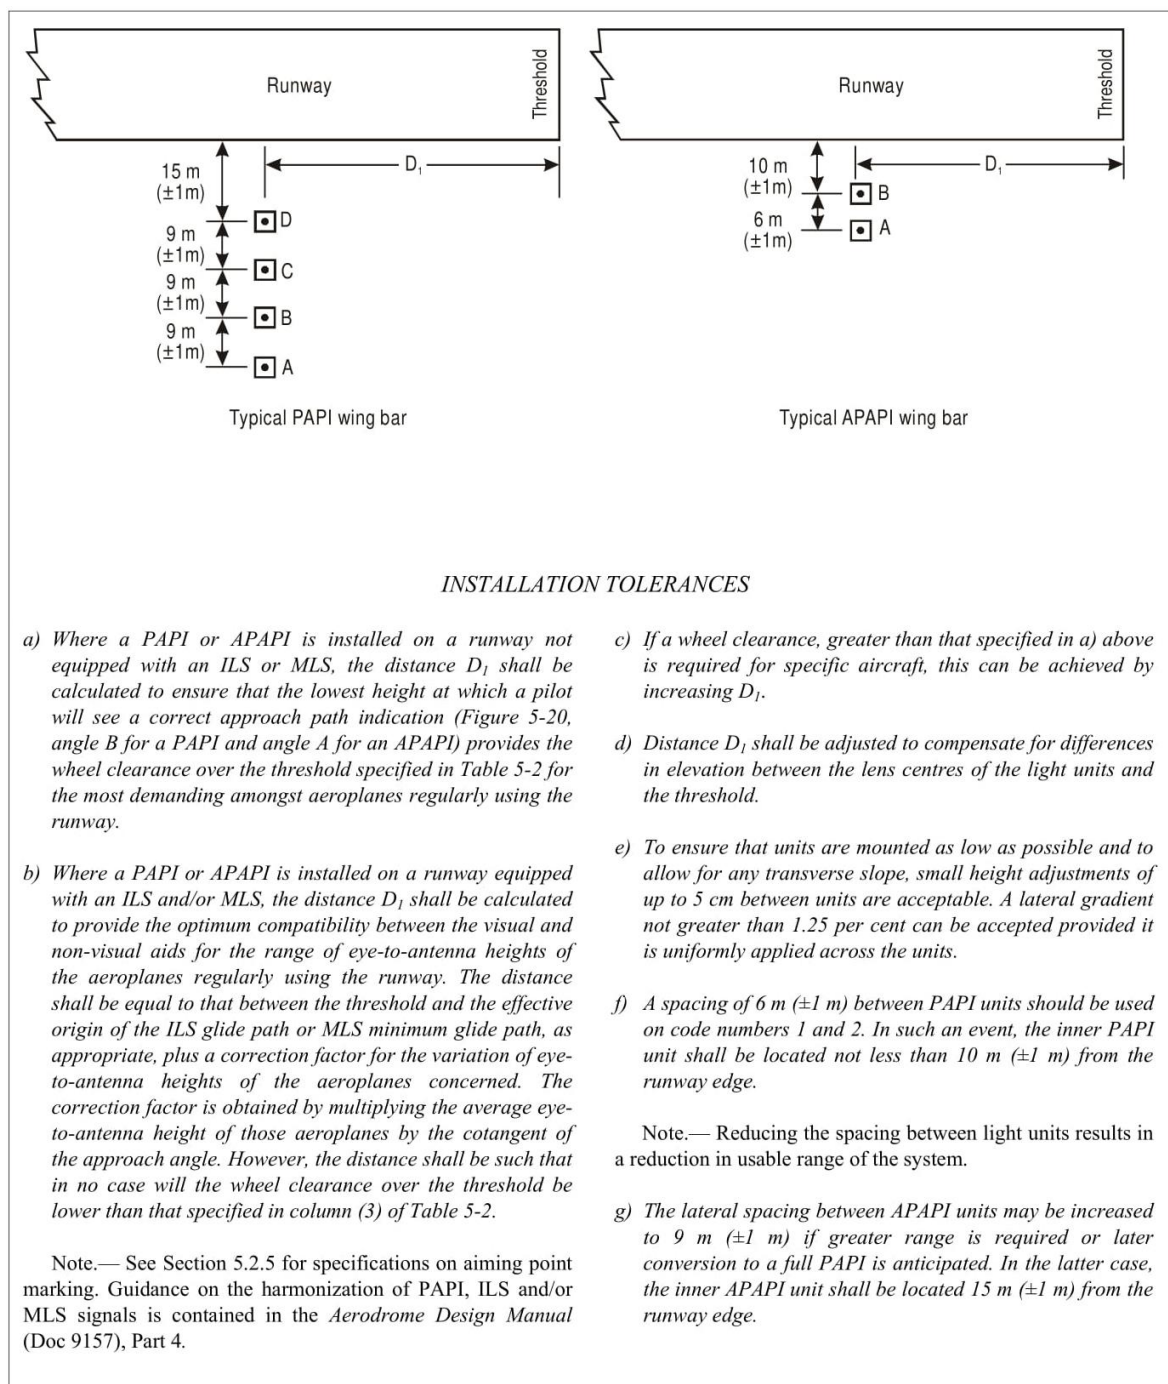 Runway
Threshold
15 m
(±1m)
D1
D
9 m
(±1m)
C
9 m
(±1m)
B
9 m
(±1m)
A
Typical PAPI wing bar
Runway
Threshold
10 m
(±1m)
D1
B
6 m
(±1m)
A
Typical APAPI wing bar
INSTALLATION TOLERANCES
a) Where a PAPI or APAPI is installed on a runway not
equipped with an ILS or MLS, the distance D1 shall be
calculated to ensure that the lowest height at which a pilot
will see a correct approach path indication (Figure 5-20,
angle B for a PAPI and angle A for an APAPI) provides the
wheel clearance over the threshold specified in Table 5-2 for
the most demanding amongst aeroplanes regularly using the
runway.
b) Where a PAPI or APAPI is installed on a runway equipped
with an ILS and/or MLS, the distance D1 shall be calculated
to provide the optimum compatibility between the visual and
non-visual aids for the range of eye-to-antenna heights of
the aeroplanes regularly using the runway. The distance
shall be equal to that between the threshold and the effective
origin of the ILS glide path or MLS minimum glide path, as
appropriate, plus a correction factor for the variation of eye-
to-antenna heights of the aeroplanes concerned. The
correction factor is obtained by multiplying the average eye-
to-antenna height of those aeroplanes by the cotangent of
the approach angle. However, the distance shall be such that
in no case will the wheel clearance over the threshold be
lower than that specified in column (3) of Table 5-2.
Note.— See Section 5.2.5 for specifications on aiming point
marking. Guidance on the harmonization of PAPI, ILS and/or
MLS signals is contained in the Aerodrome Design Manual
(Doc 9157), Part 4.
c) If a wheel clearance, greater than that specified in a) above
is required for specific aircraft, this can be achieved by
increasing D1.
d) Distance D1 shall be adjusted to compensate for differences
in elevation between the lens centres of the light units and
the threshold.
e) To ensure that units are mounted as low as possible and to
allow for any transverse slope, small height adjustments of
up to 5 cm between units are acceptable. A lateral gradient
not greater than 1.25 per cent can be accepted provided it
is uniformly applied across the units.
f) A spacing of 6 m (±1 m) between PAPI units should be used
on code numbers 1 and 2. In such an event, the inner PAPI
unit shall be located not less than 10 m (±1 m) from the
runway edge.
Note.— Reducing the spacing between light units results in
a reduction in usable range of the system.
g) The lateral spacing between APAPI units may be increased
to 9 m (±1 m) if greater range is required or later
conversion to a full PAPI is anticipated. In the latter case,
the inner APAPI unit shall be located 15 m (±1 m) from the
runway edge.